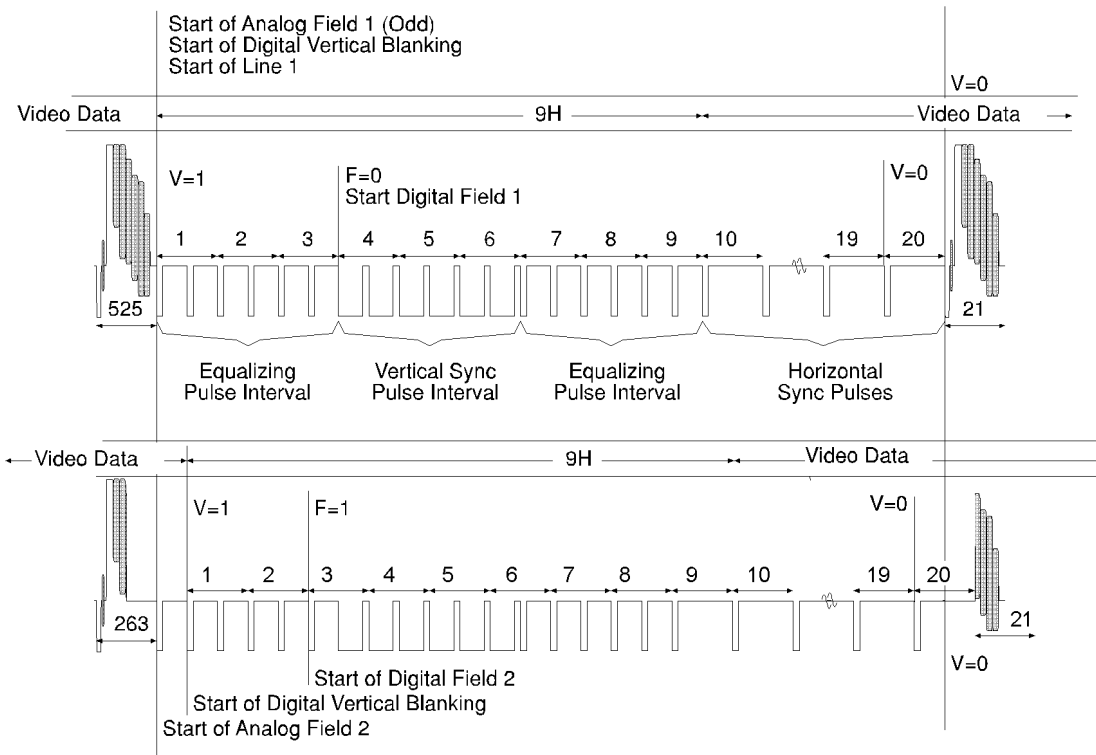 Start of Analog Field 1 (Odd)
Start of Digital Vertical Blanking
Start of Line 1
V=0
Video Data
9H
Video Data
V=1
F=0
Start Digital Field 1
V=0
1 2 3 4 5 6 7 8 9 10 19 20
525
21
Equalizing
Pulse Interval
Vertical Sync
Pulse Interval
Equalizing
Pulse Interval
Horizontal
Sync Pulses
Video Data
9H
Video Data
V=1
F=1
V=0
1 2 3 4 5 6 7 8 9 10 19 20
263
21
Start of Digital Field 2
V=0
Start of Digital Vertical Blanking
Start of Analog Field 2